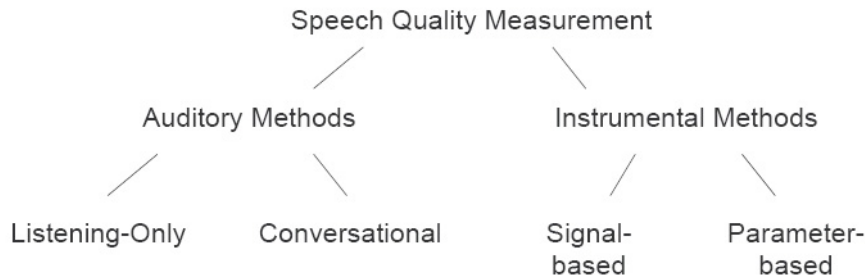 Speech Quality Measurement
Auditory Methods
Instrumental Methods
Listening-Only
Conversational
Signal-
based
Parameter-
based